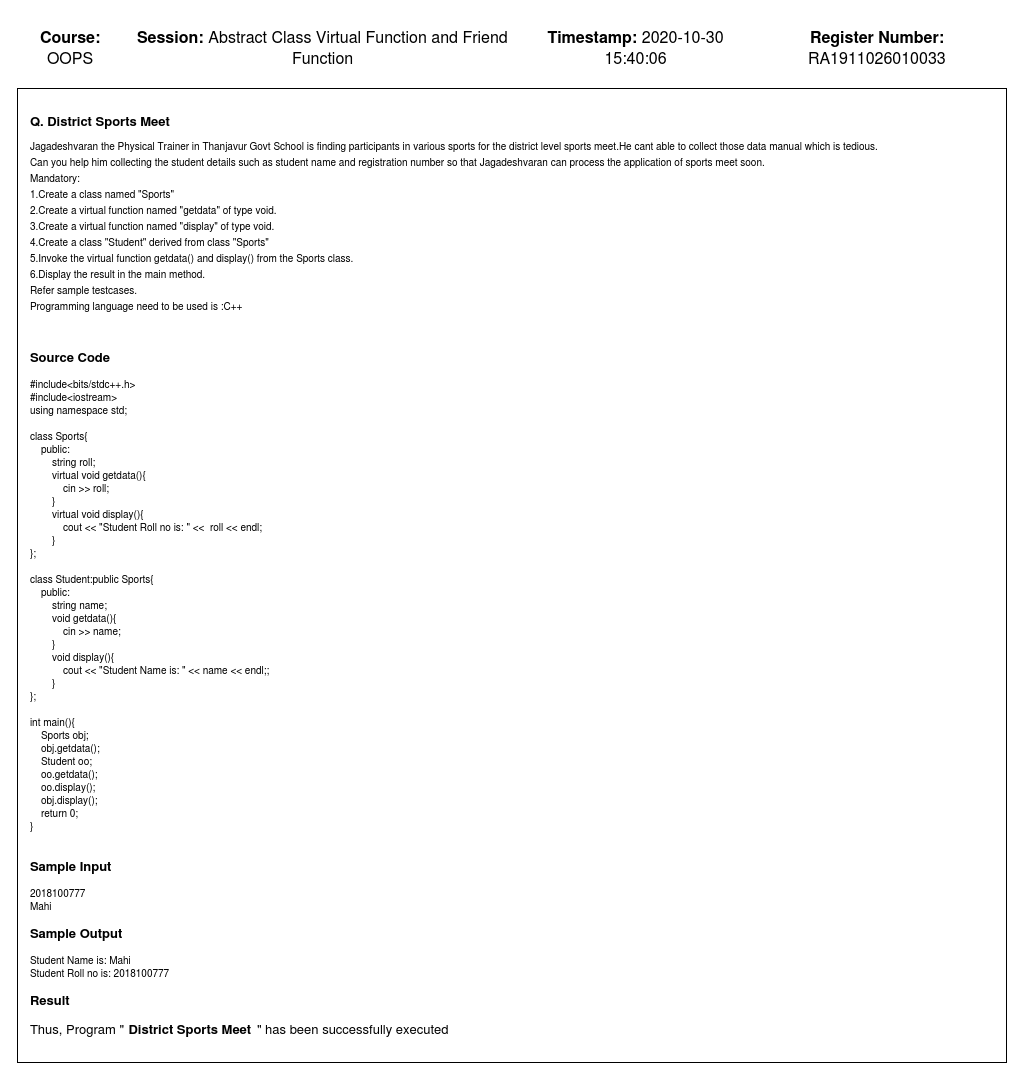 Course:
OOPS
Session: Abstract Class Virtual Function and Friend
Function
Timestamp: 2020-10-30
15:40:06
Register Number:
RA1911026010033
Q. District Sports Meet
Jagadeshvaran the Physical Trainer in Thanjavur Govt School is finding participants in various sports for the district level sports meet.He cant able to collect those data manual which is tedious.
Can you help him collecting the student details such as student name and registration number so that Jagadeshvaran can process the application of sports meet soon.
Mandatory:
1.Create a class named "Sports"
2.Create a virtual function named "getdata" of type void.
3.Create a virtual function named "display" of type void.
4.Create a class "Student" derived from class "Sports"
5.Invoke the virtual function getdata() and display() from the Sports class.
6.Display the result in the main method.
Refer sample testcases.
Programming language need to be used is :C++
Source Code
#include<bits/stdc++.h>
#include<iostream>
using namespace std;
class Sports{
    public:
        string roll;
        virtual void getdata(){
            cin >> roll;
        }
        virtual void display(){
            cout << "Student Roll no is: " <<  roll << endl;
        }
};
class Student:public Sports{
    public:
        string name;
        void getdata(){
            cin >> name;
        }
        void display(){
            cout << "Student Name is: " << name << endl;;
        }
};
int main(){
    Sports obj;
    obj.getdata();
    Student oo;
    oo.getdata();
    oo.display();
    obj.display();
    return 0;
}
Sample Input
2018100777
Mahi
Sample Output
Student Name is: Mahi
Student Roll no is: 2018100777
Result
Thus, Program " District Sports Meet " has been successfully executed